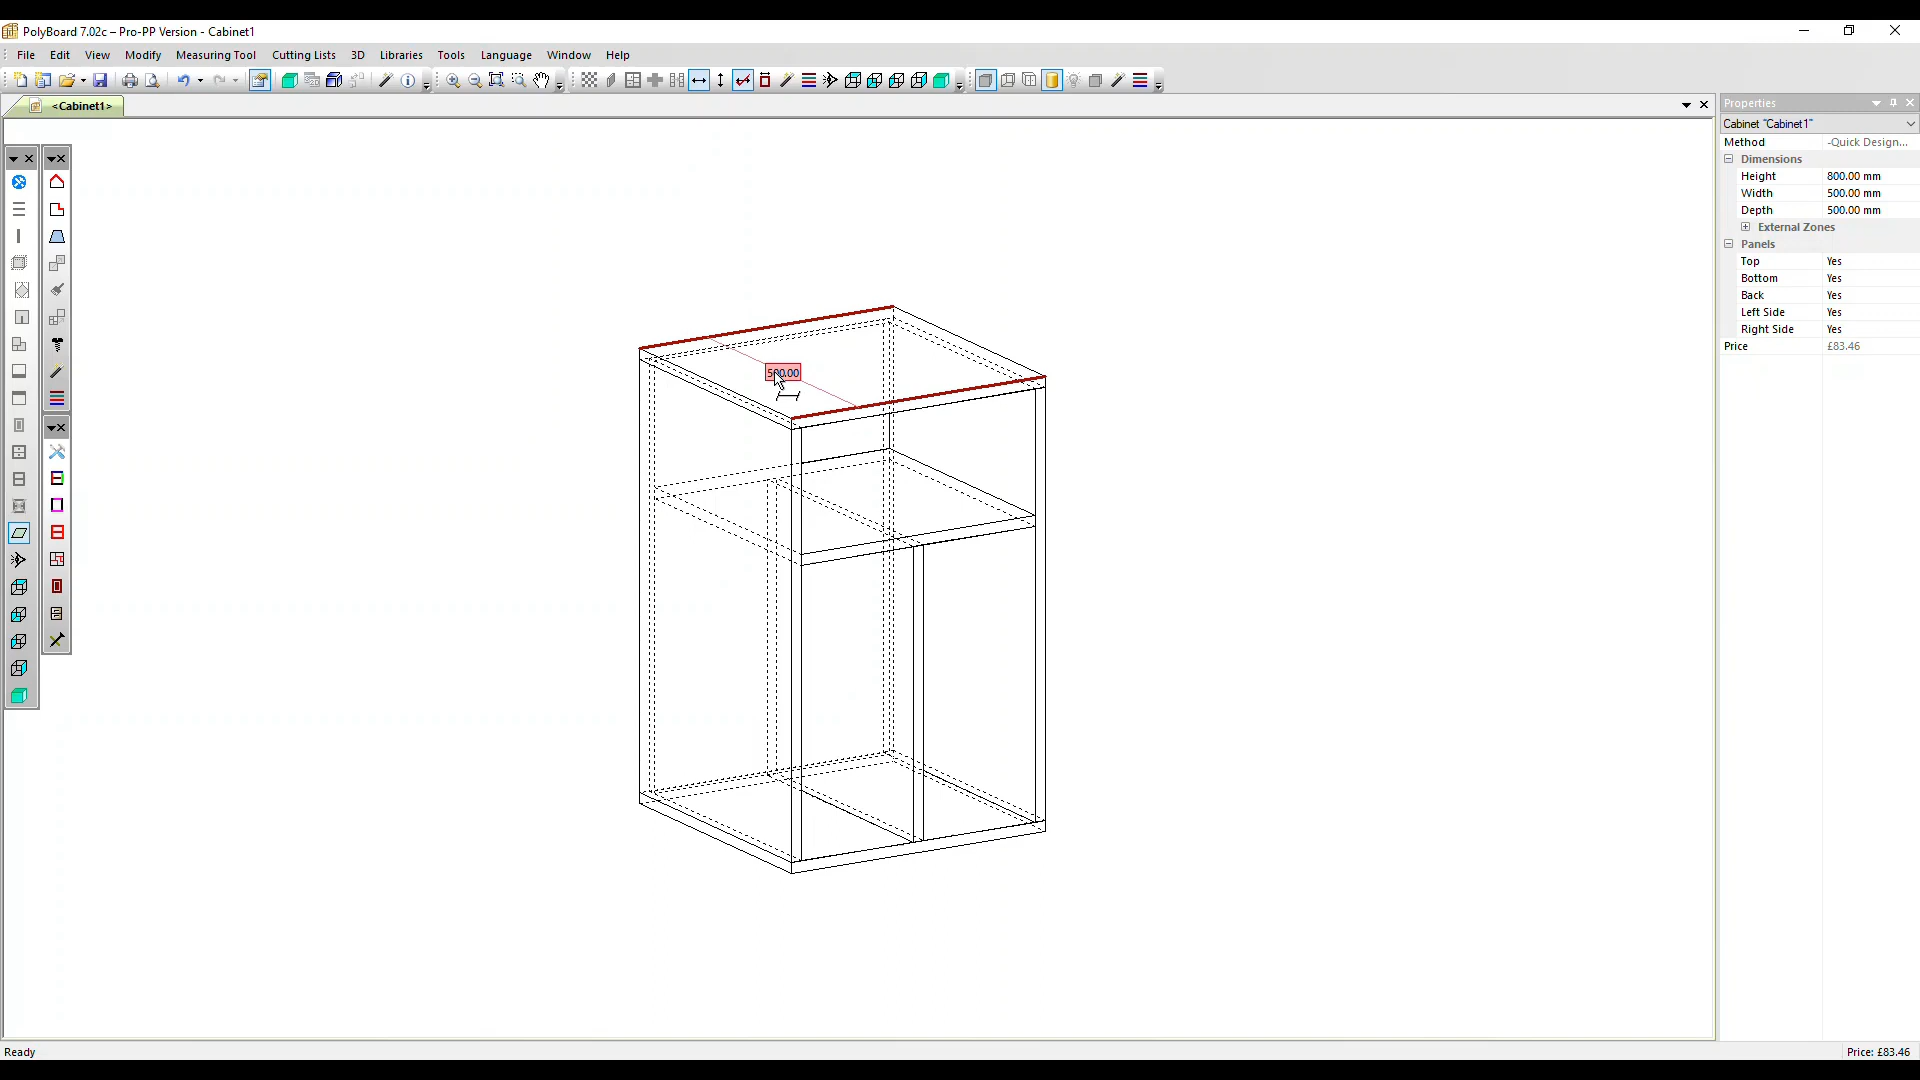 PolyBoard 7.02c – Pro-PP Version - Cabinet1
File Edit View Modify Measuring Tool Cutting Lists 3D Libraries Tools Language Window Help
<Cabinet1>
Properties
Cabinet "Cabinet1"
Method -Quick Design...
Dimensions
Height 800.00 mm
Width 500.00 mm
Depth 500.00 mm
External Zones
Panels
Top Yes
Bottom Yes
Back Yes
Left Side Yes
Right Side Yes
Price £83.46
500.00
Ready
Price: £83.46